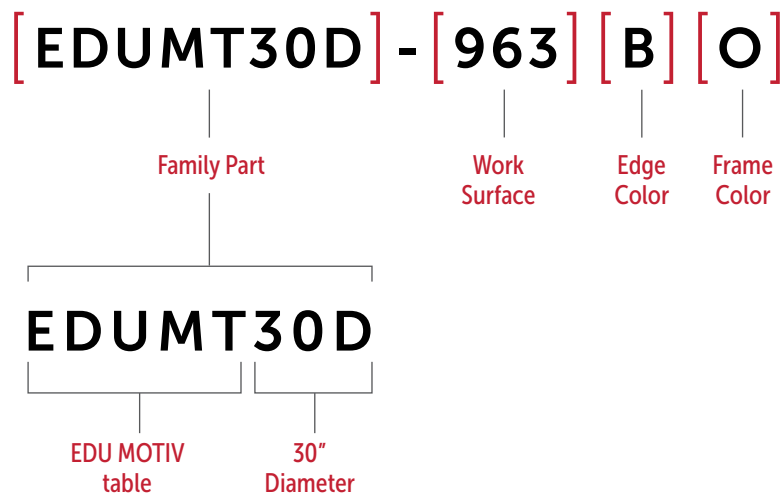 [EDUMT30D]-[963][B][O]
Family Part
Work
Surface
Edge
Color
Frame
Color
EDUMT30D
EDU MOTIV
table
30"
Diameter